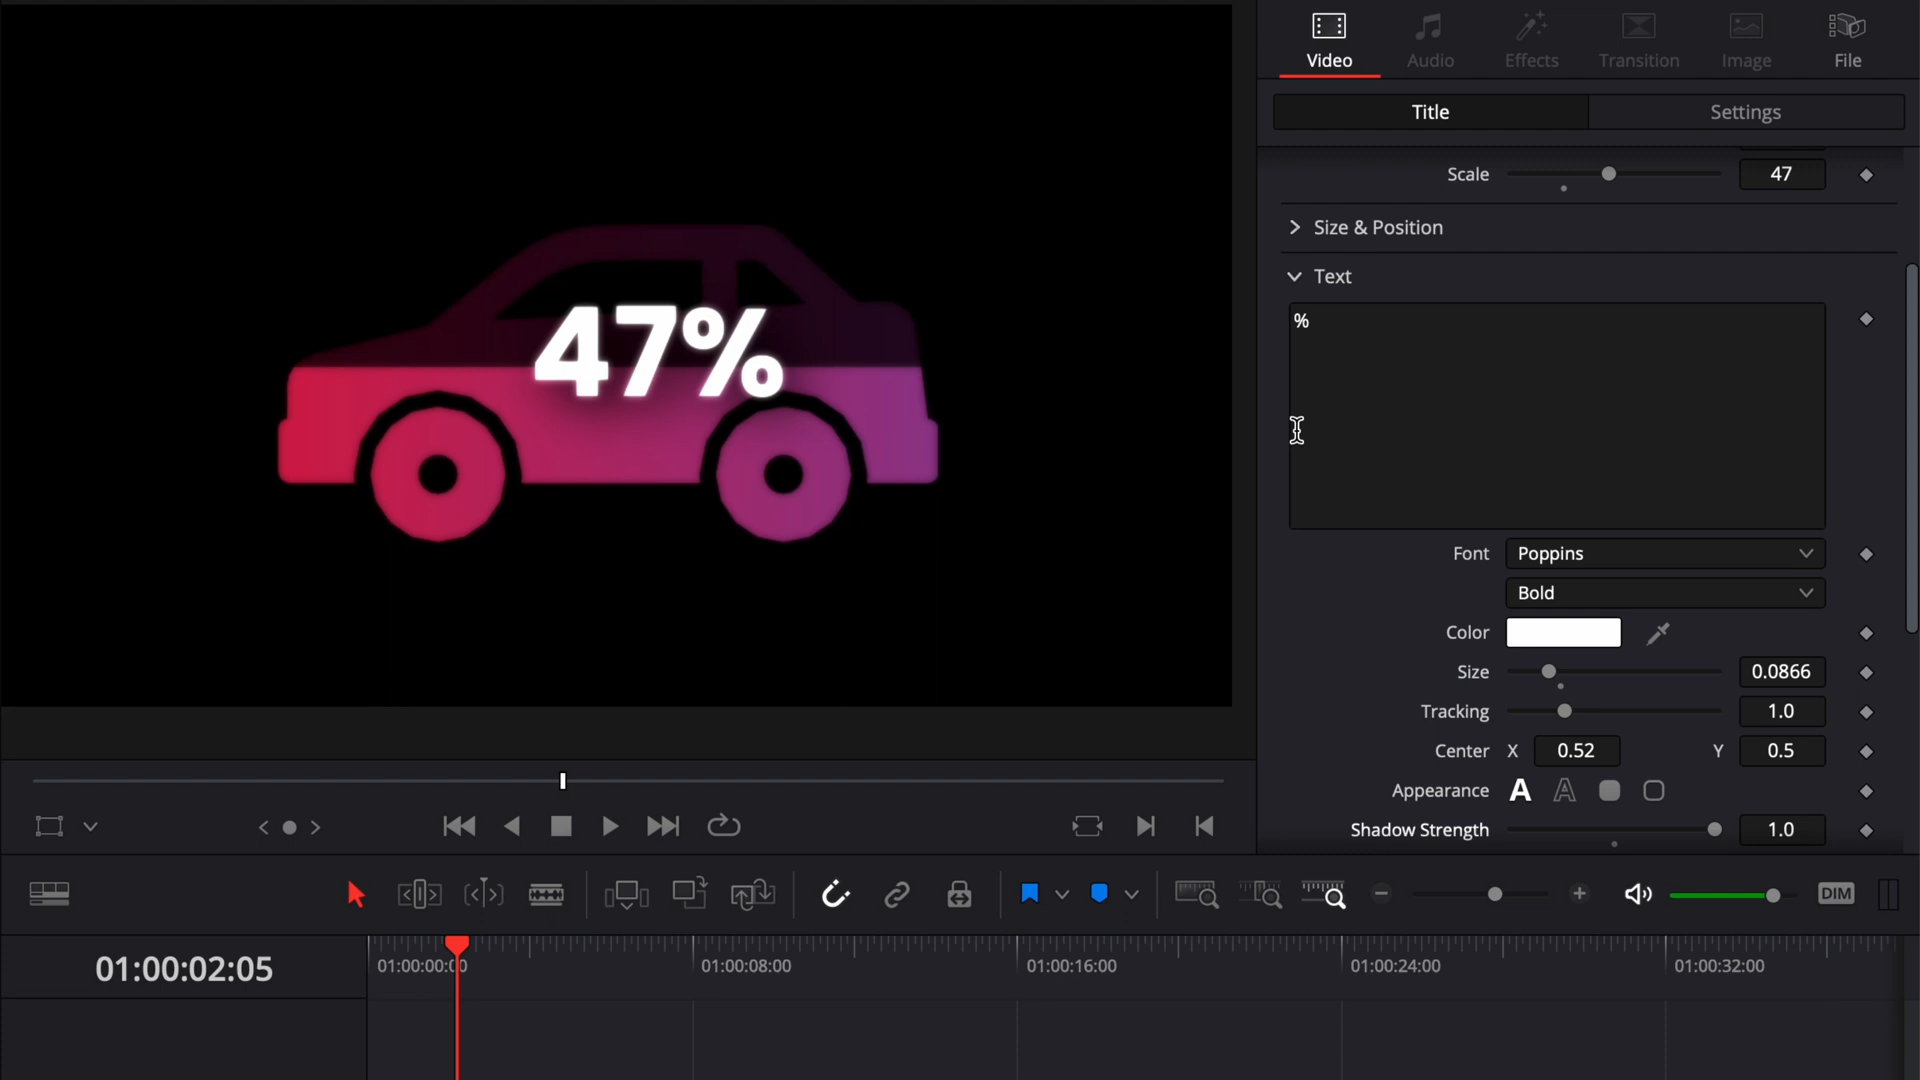 Video
Audio
Effects
Transition
Image
File
Title
Settings
Scale
47
Size & Position
Text
%
47%
Font
Poppins
Bold
Color
Size
0.0866
Tracking
1.0
Center X 0.52 Y 0.5
Appearance A A
Shadow Strength
1.0
DIM
01:00:02:05
01:00:00:00
01:00:08:00
01:00:16:00
01:00:24:00
01:00:32:00